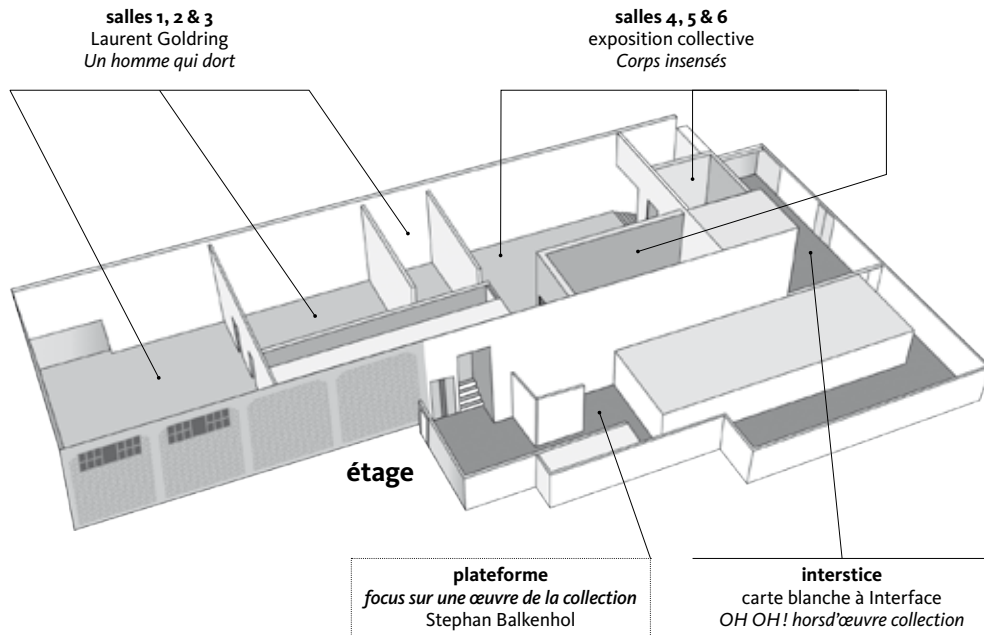 salles 1, 2 & 3
Laurent Goldring
Un homme qui dort
salles 4, 5 & 6
exposition collective
Corps insensés
étage
plateforme
focus sur une œuvre de la collection
Stephan Balkenhol
interstice
carte blanche à Interface
OH OH ! horsd’œuvre collection